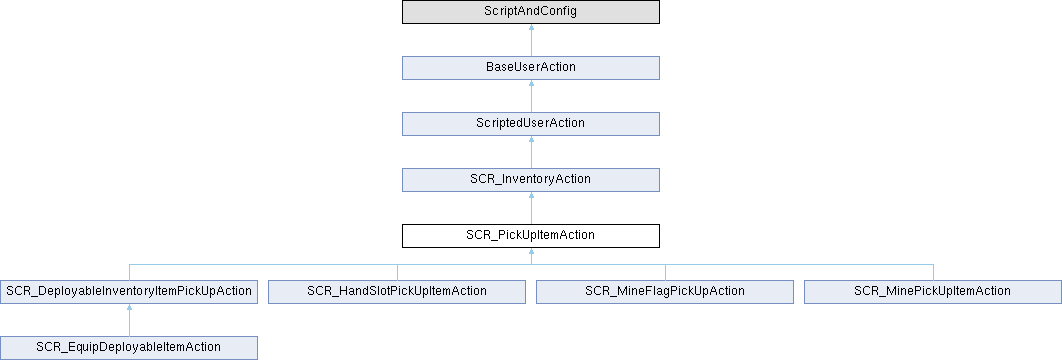 ScriptAndConfig
BaseUserAction
ScriptedUserAction
SCR_InventoryAction
SCR_PickUpItemAction
SCR_DeployableInventoryItemPickUpAction
SCR_HandSlotPickUpItemAction
SCR_MineFlagPickUpAction
SCR_MinePickUpItemAction
SCR_EquipDeployableItemAction